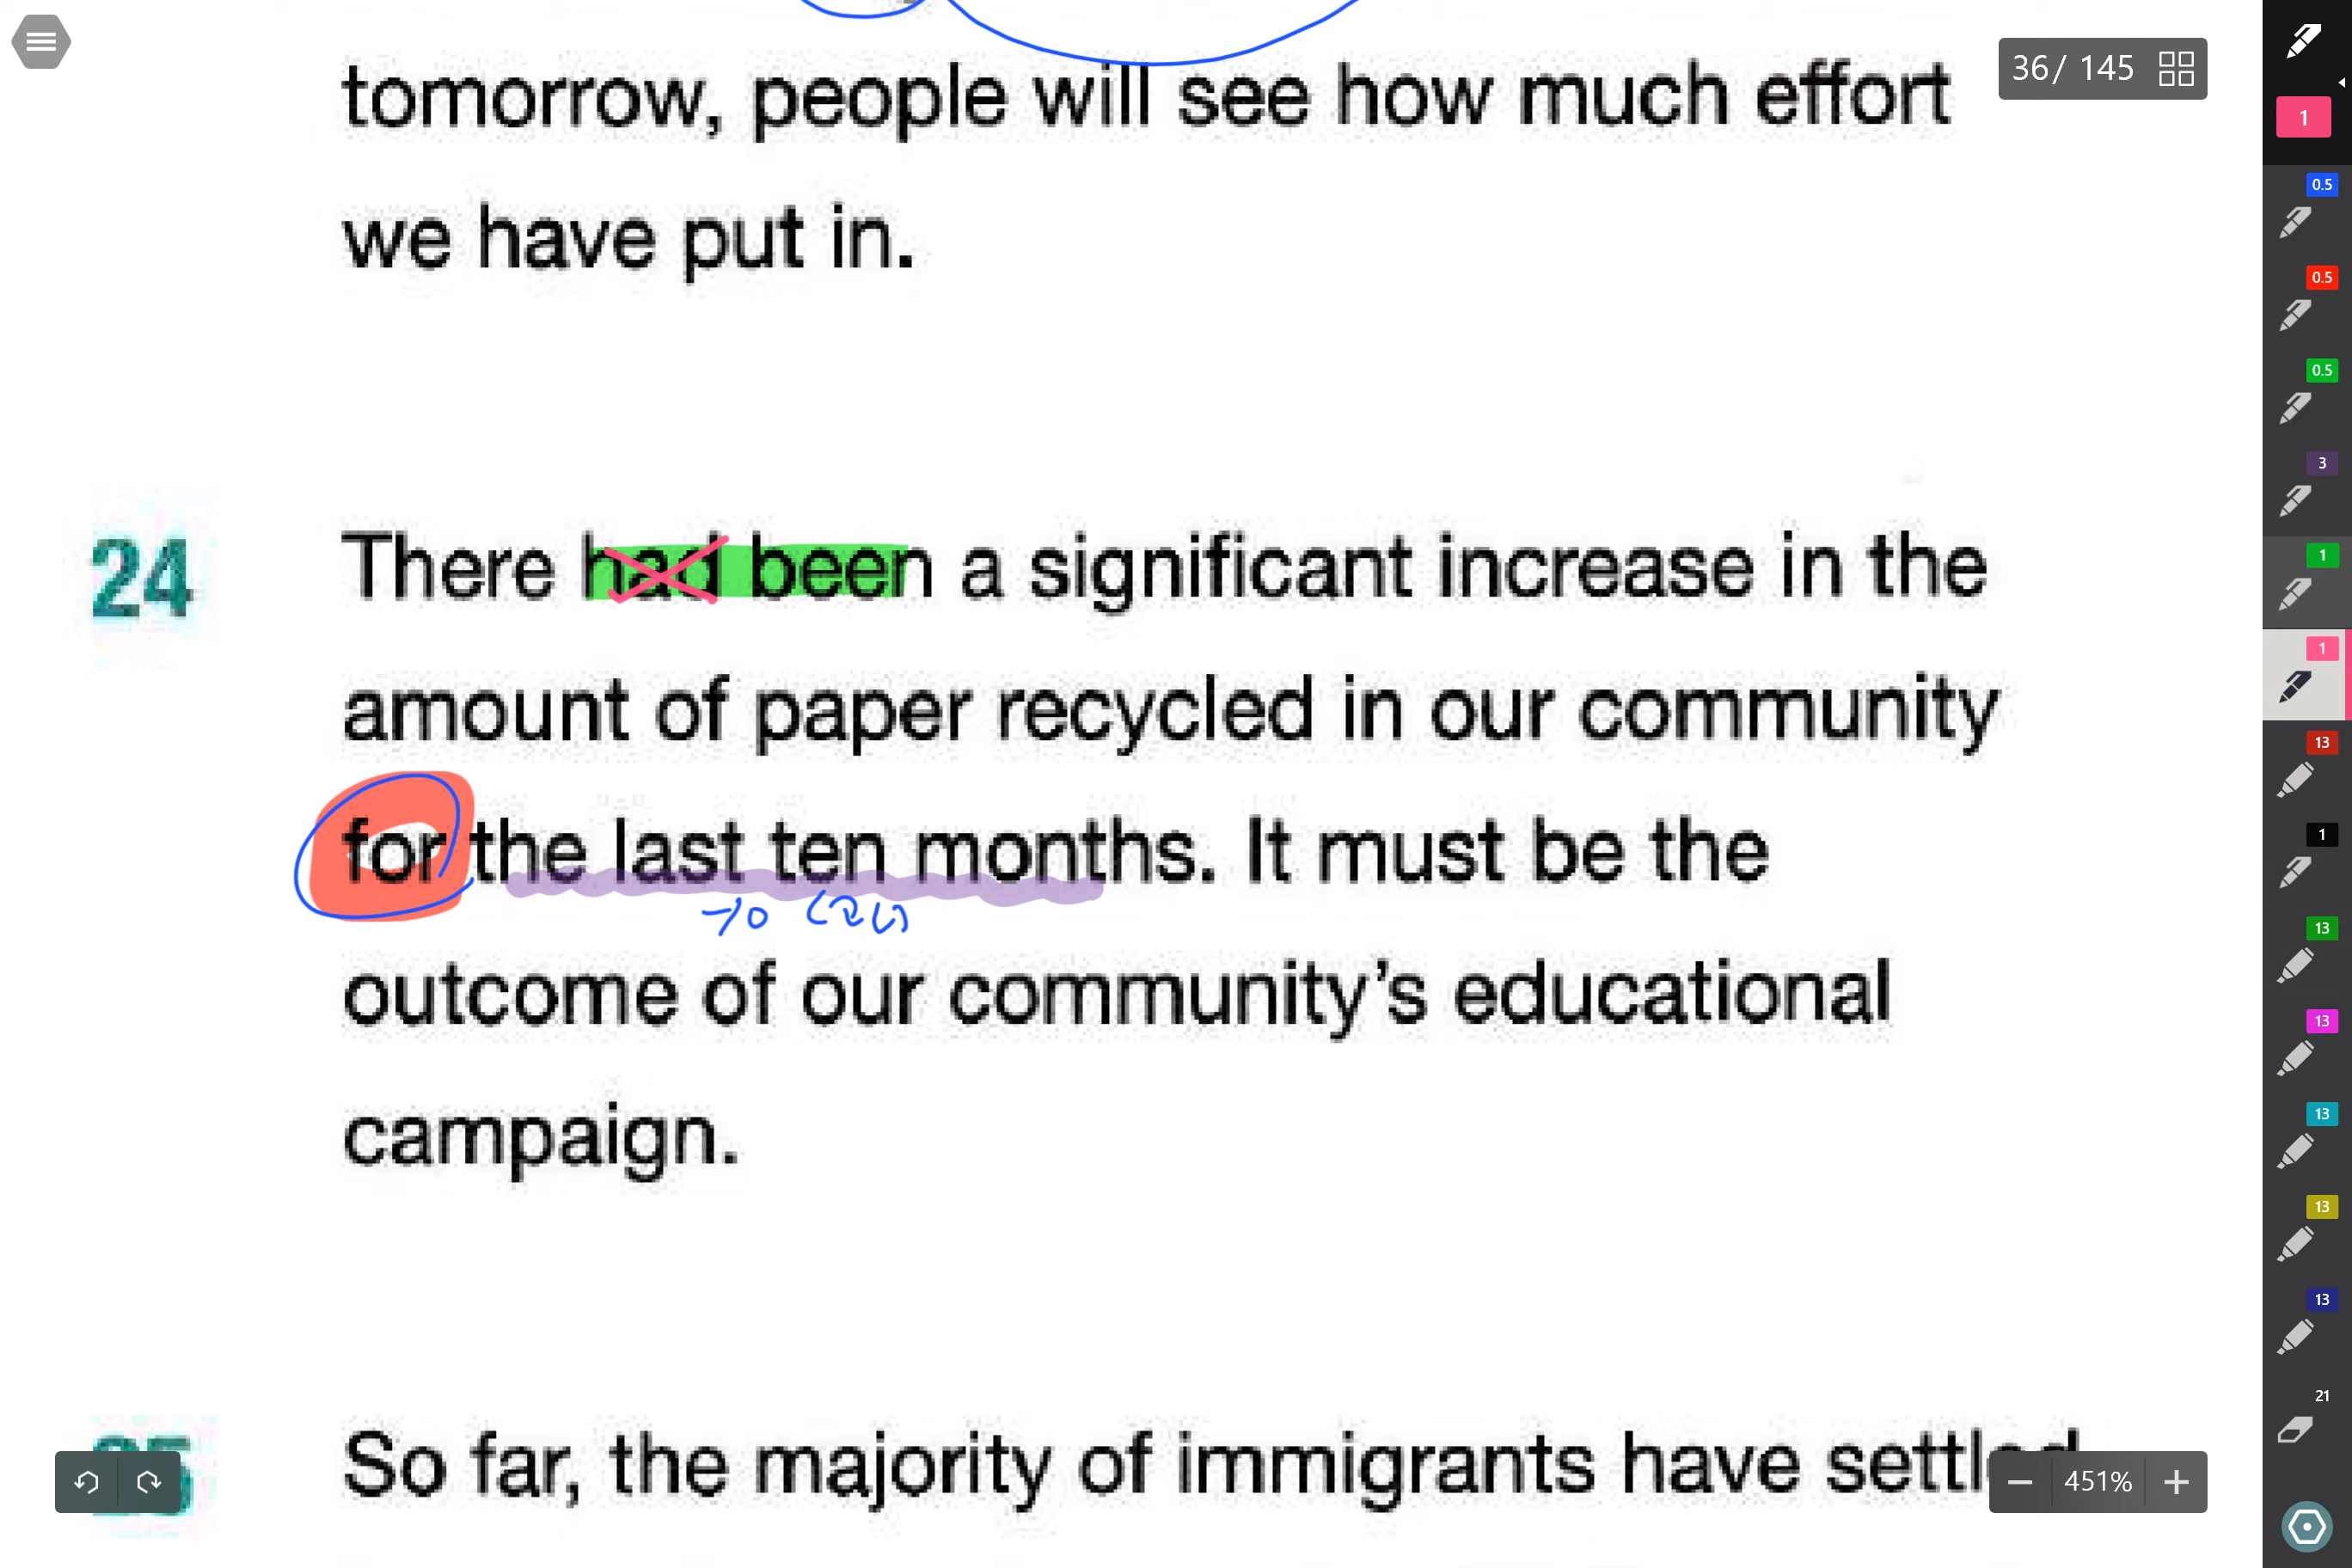 36/ 145
tomorrow, people will see how much effort
we have put in.
24
There had been a significant increase in the
amount of paper recycled in our community
for the last ten months. It must be the
outcome of our community's educational
campaign.
25
So far, the majority of immigrants have settled
451%
1
0.5
0.5
0.5
3
1
1
13
1
13
13
13
13
13
21